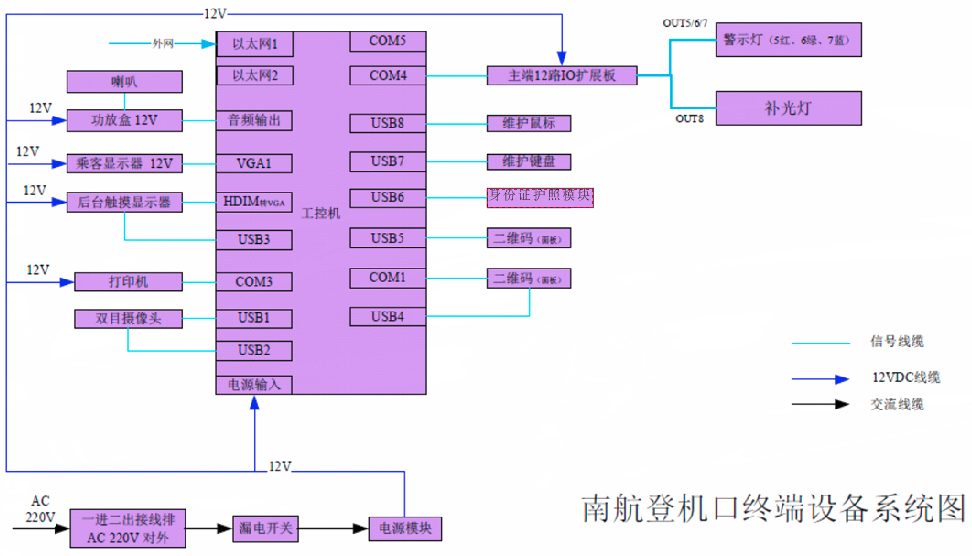 12V
外网
以太网1
COM5
OUT5/6/7
警示灯（5红、6绿、7蓝）
喇叭
以太网2
COM4
主端12路IO扩展板
12V
功放盒 12V
音频输出
USB8
维护鼠标
OUT8
补光灯
12V
乘客显示器 12V
VGA1
USB7
维护键盘
12V
后台触摸显示器
HDIM转VGA
工控机
USB6
身份证护照模块
USB3
USB5
二维码（面板）
12V
打印机
COM3
COM1
二维码（面板）
双目摄像头
USB1
USB4
USB2
信号线缆
电源输入
12VDC线缆
交流线缆
12V
AC
220V
一进二出接线排
AC 220V 对外
漏电开关
电源模块
南航登机口终端设备系统图